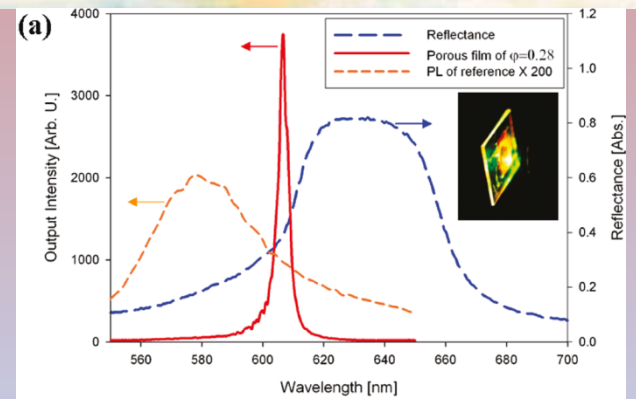 (a)
4000
3000
2000
1000
0
Output Intensity [Arb. U.]
Reflectance
Porous film of φ=0.28
PL of reference X 200
1.2
1.0
0.8
0.6
0.4
0.2
0.0
Reflectance [Abs.]
560 580 600 620 640 660 680 700
Wavelength [nm]